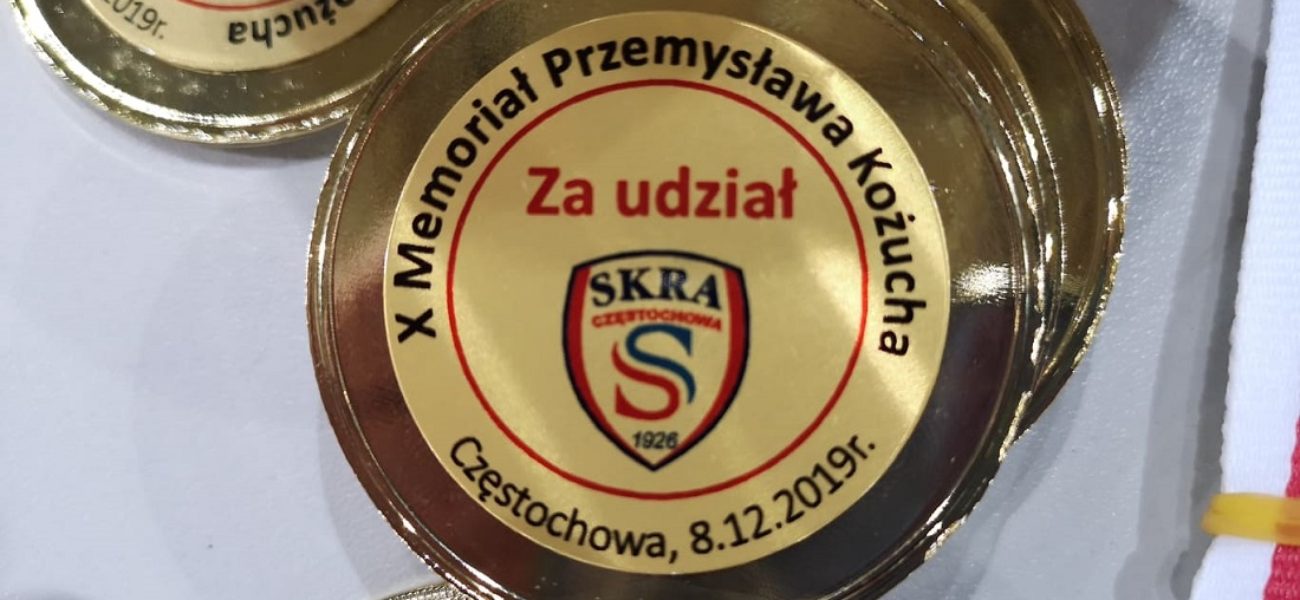 2019r.
X Memoriał Przemysława Kożucha
Za udział
SKRA
CZĘSTOCHOWA
S
1926
Częstochowa, 8.12.2019r.